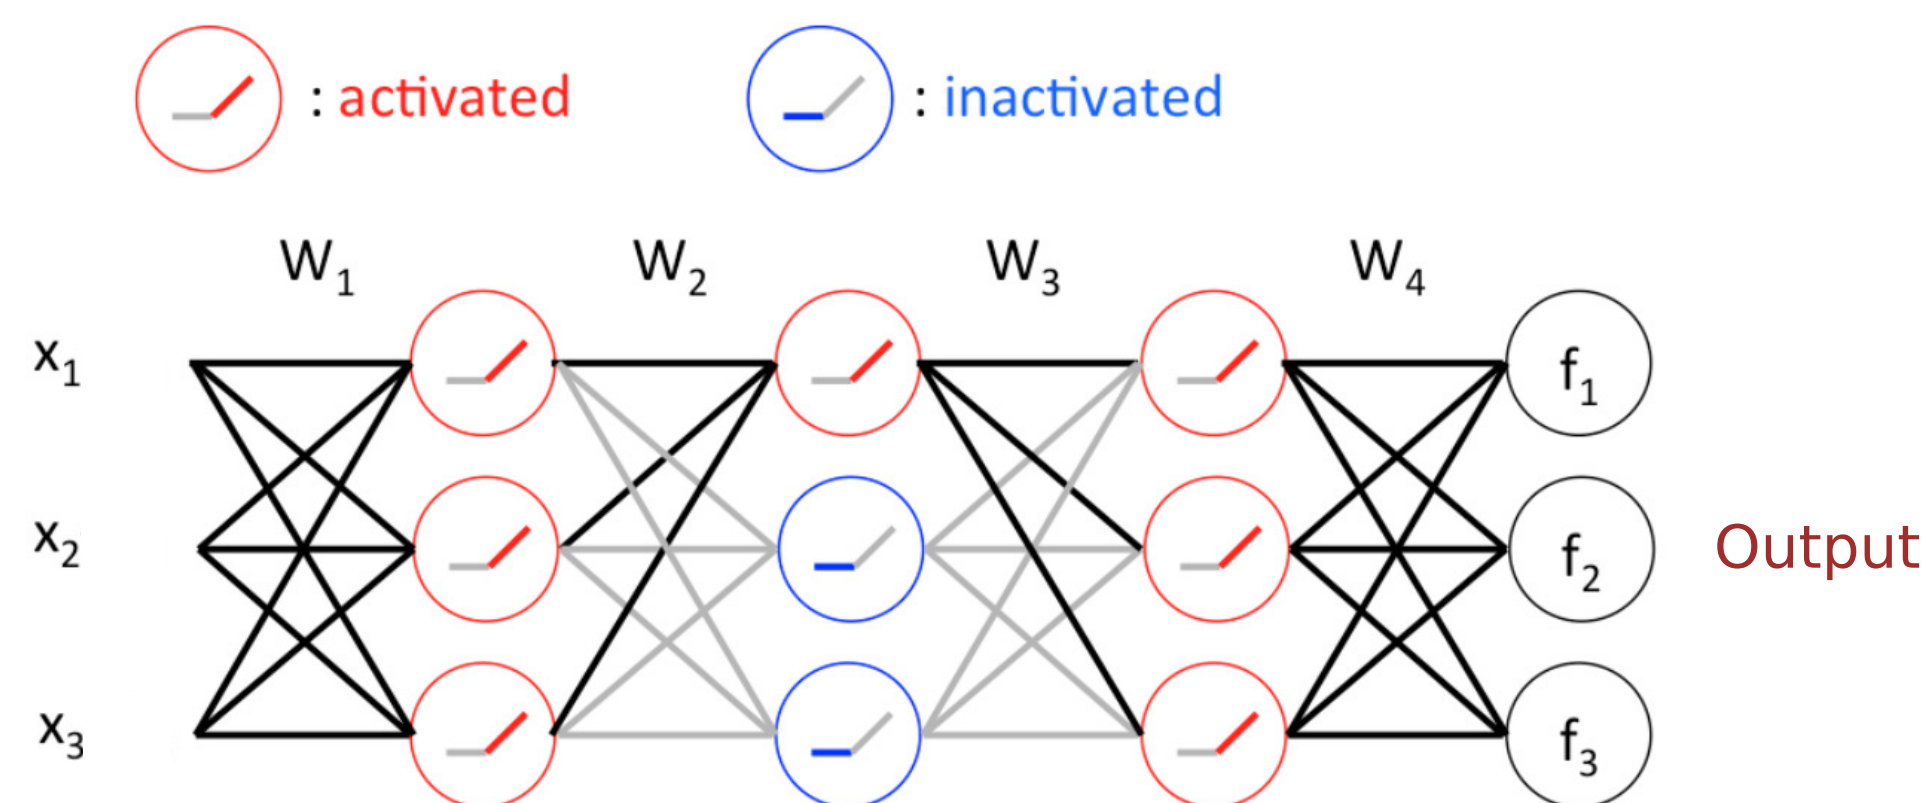 : activated : inactivated
W1 W2 W3 W4
x1 f1
x2 f2 Output
x3 f3